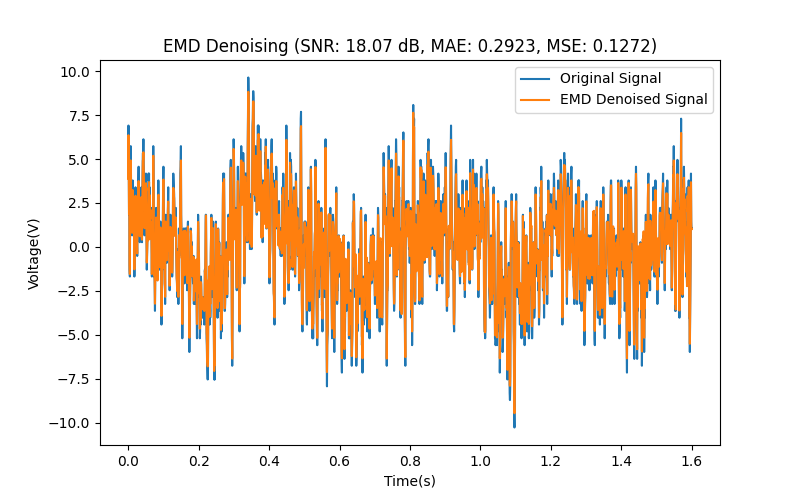 EMD Denoising (SNR: 18.07 dB, MAE: 0.2923, MSE: 0.1272)
Original Signal
EMD Denoised Signal
Voltage(V)
10.0
7.5
5.0
2.5
0.0
−2.5
−5.0
−7.5
−10.0
0.0 0.2 0.4 0.6 0.8 1.0 1.2 1.4 1.6
Time(s)